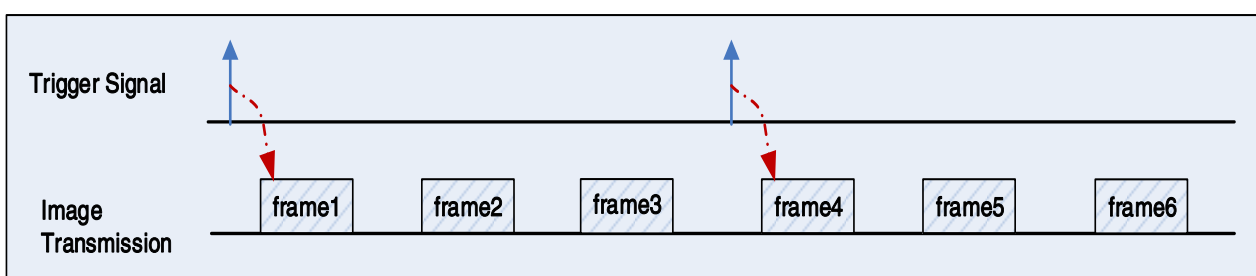 Trigger Signal
frame1
frame2
frame3
frame4
frame5
frame6
Image
Transmission